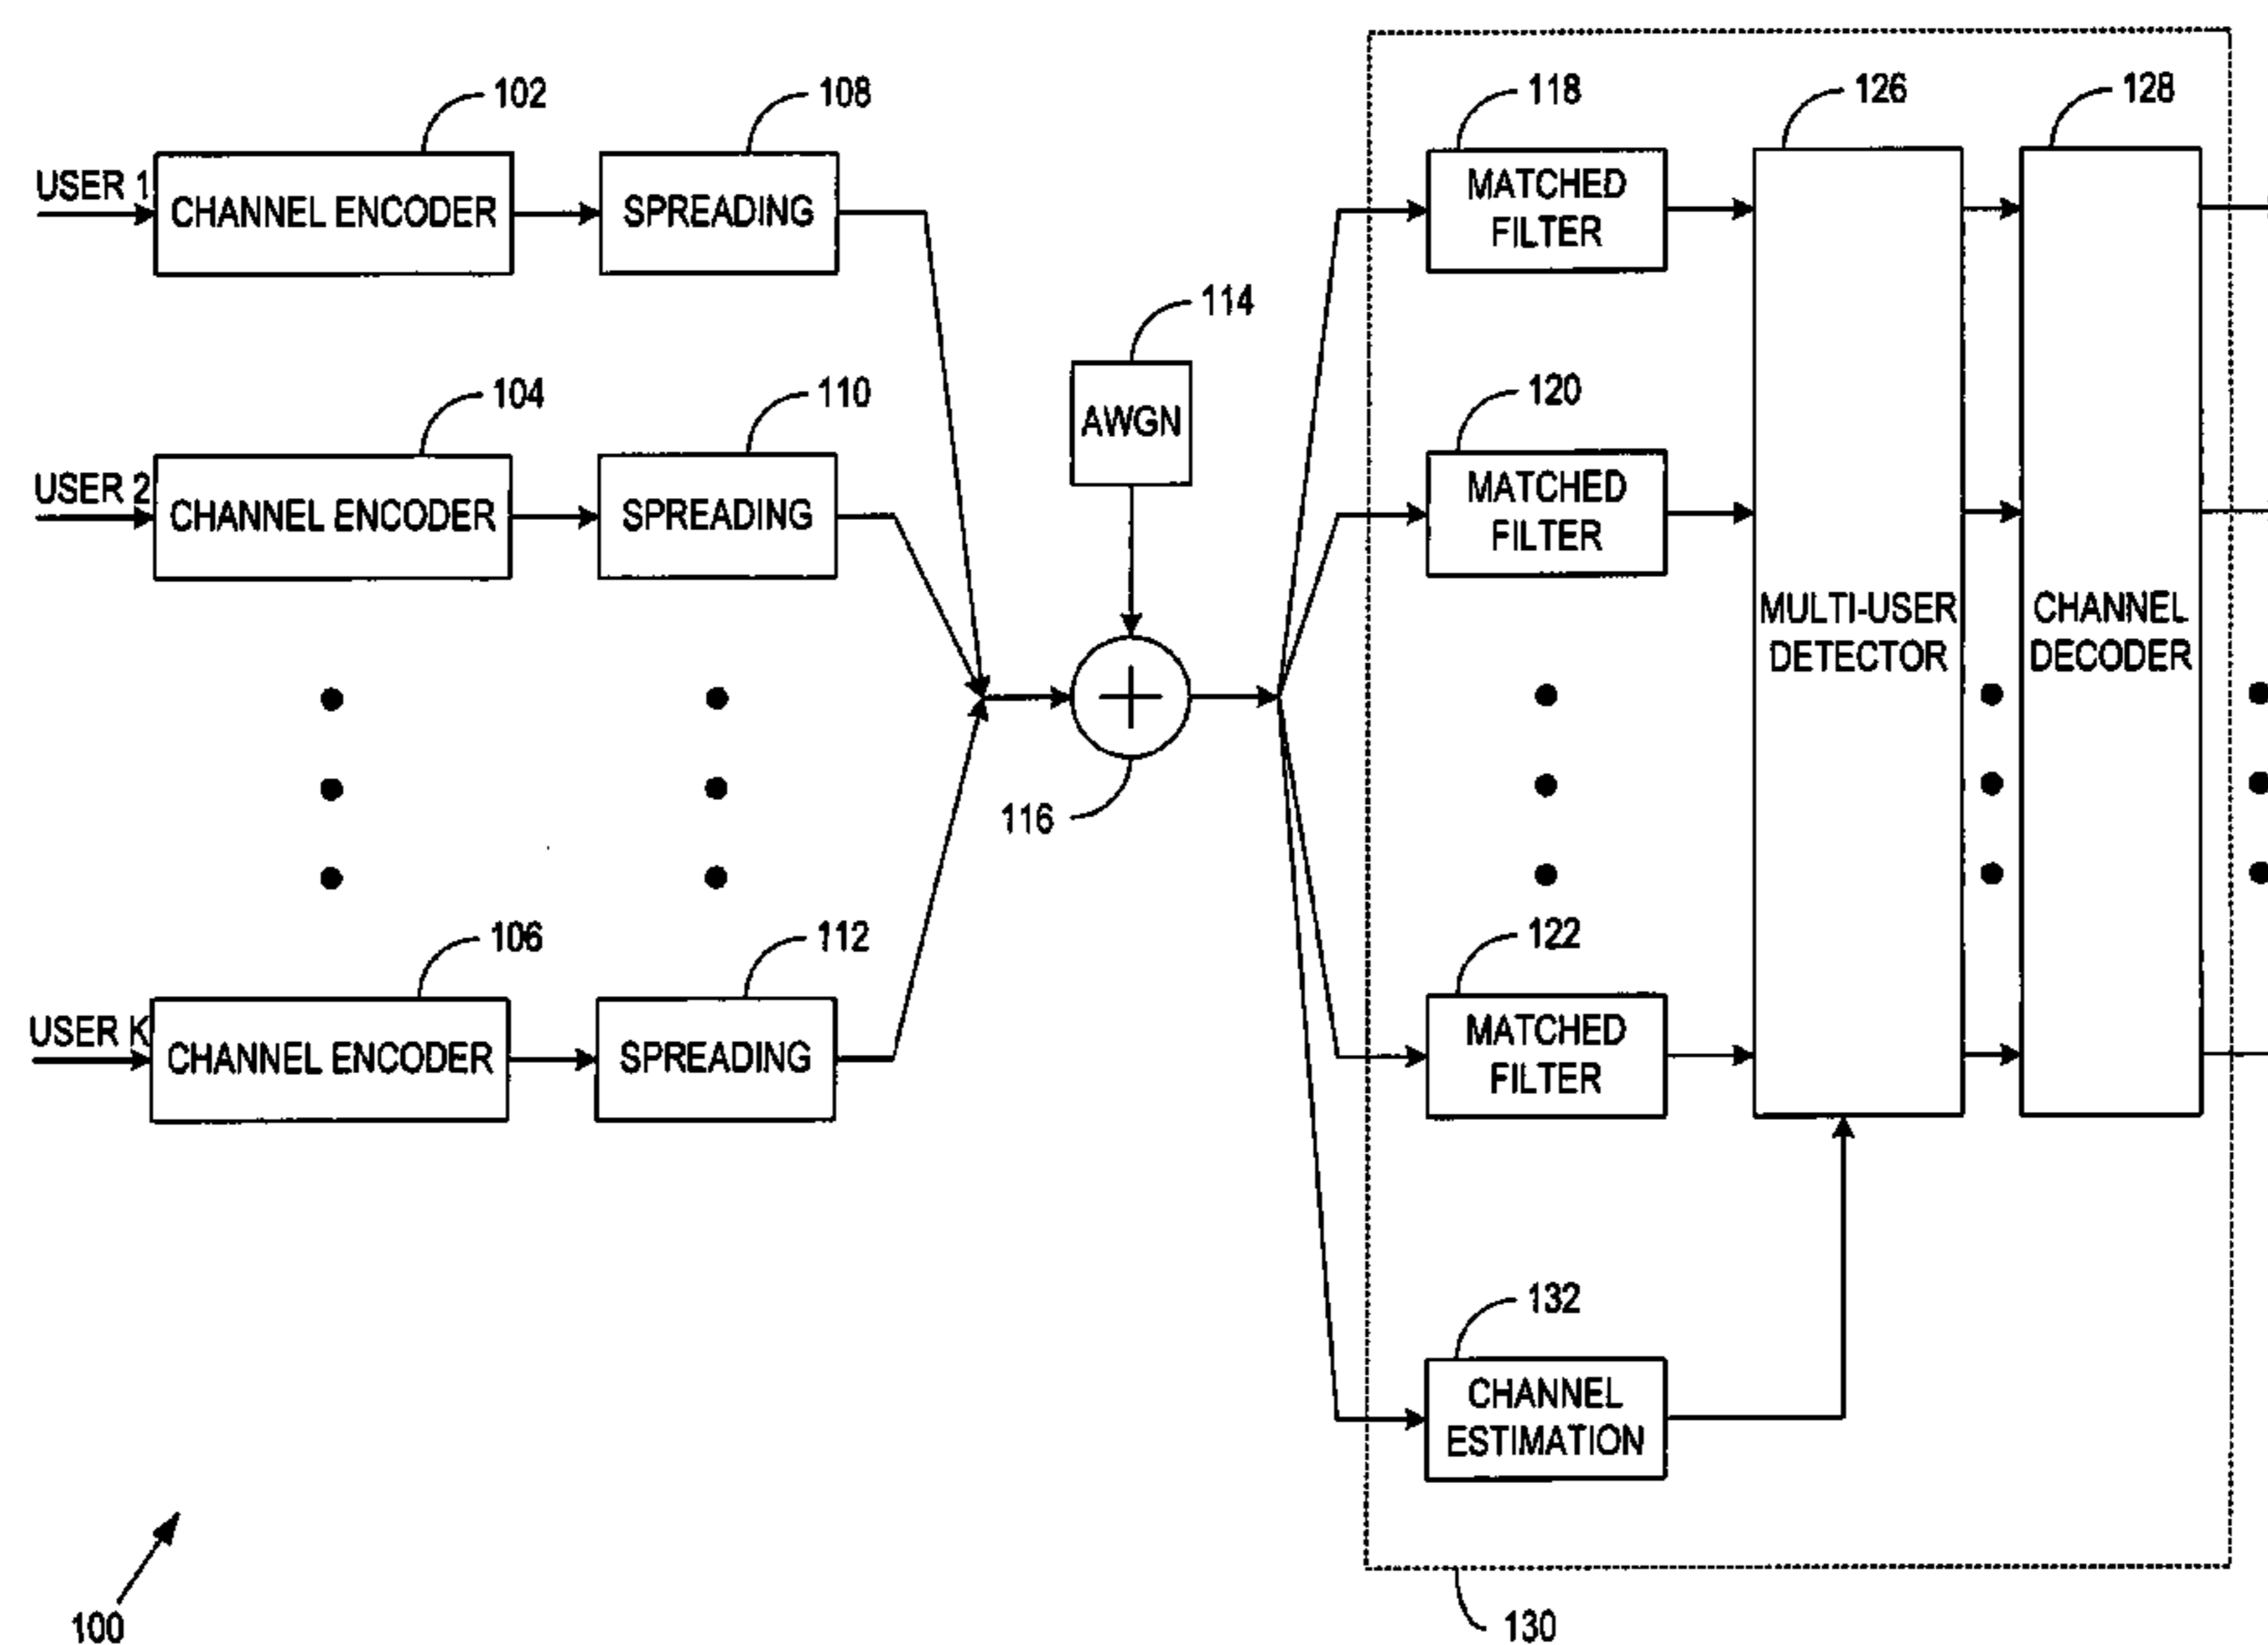 102
108
118
126
128
USER 1
CHANNEL ENCODER
SPREADING
MATCHED
FILTER
114
104
110
AWGN
120
USER 2
CHANNEL ENCODER
SPREADING
MATCHED
FILTER
MULTI-USER
DETECTOR
CHANNEL
DECODER
116
106
112
122
USER K
CHANNEL ENCODER
SPREADING
MATCHED
FILTER
132
CHANNEL
ESTIMATION
100
130